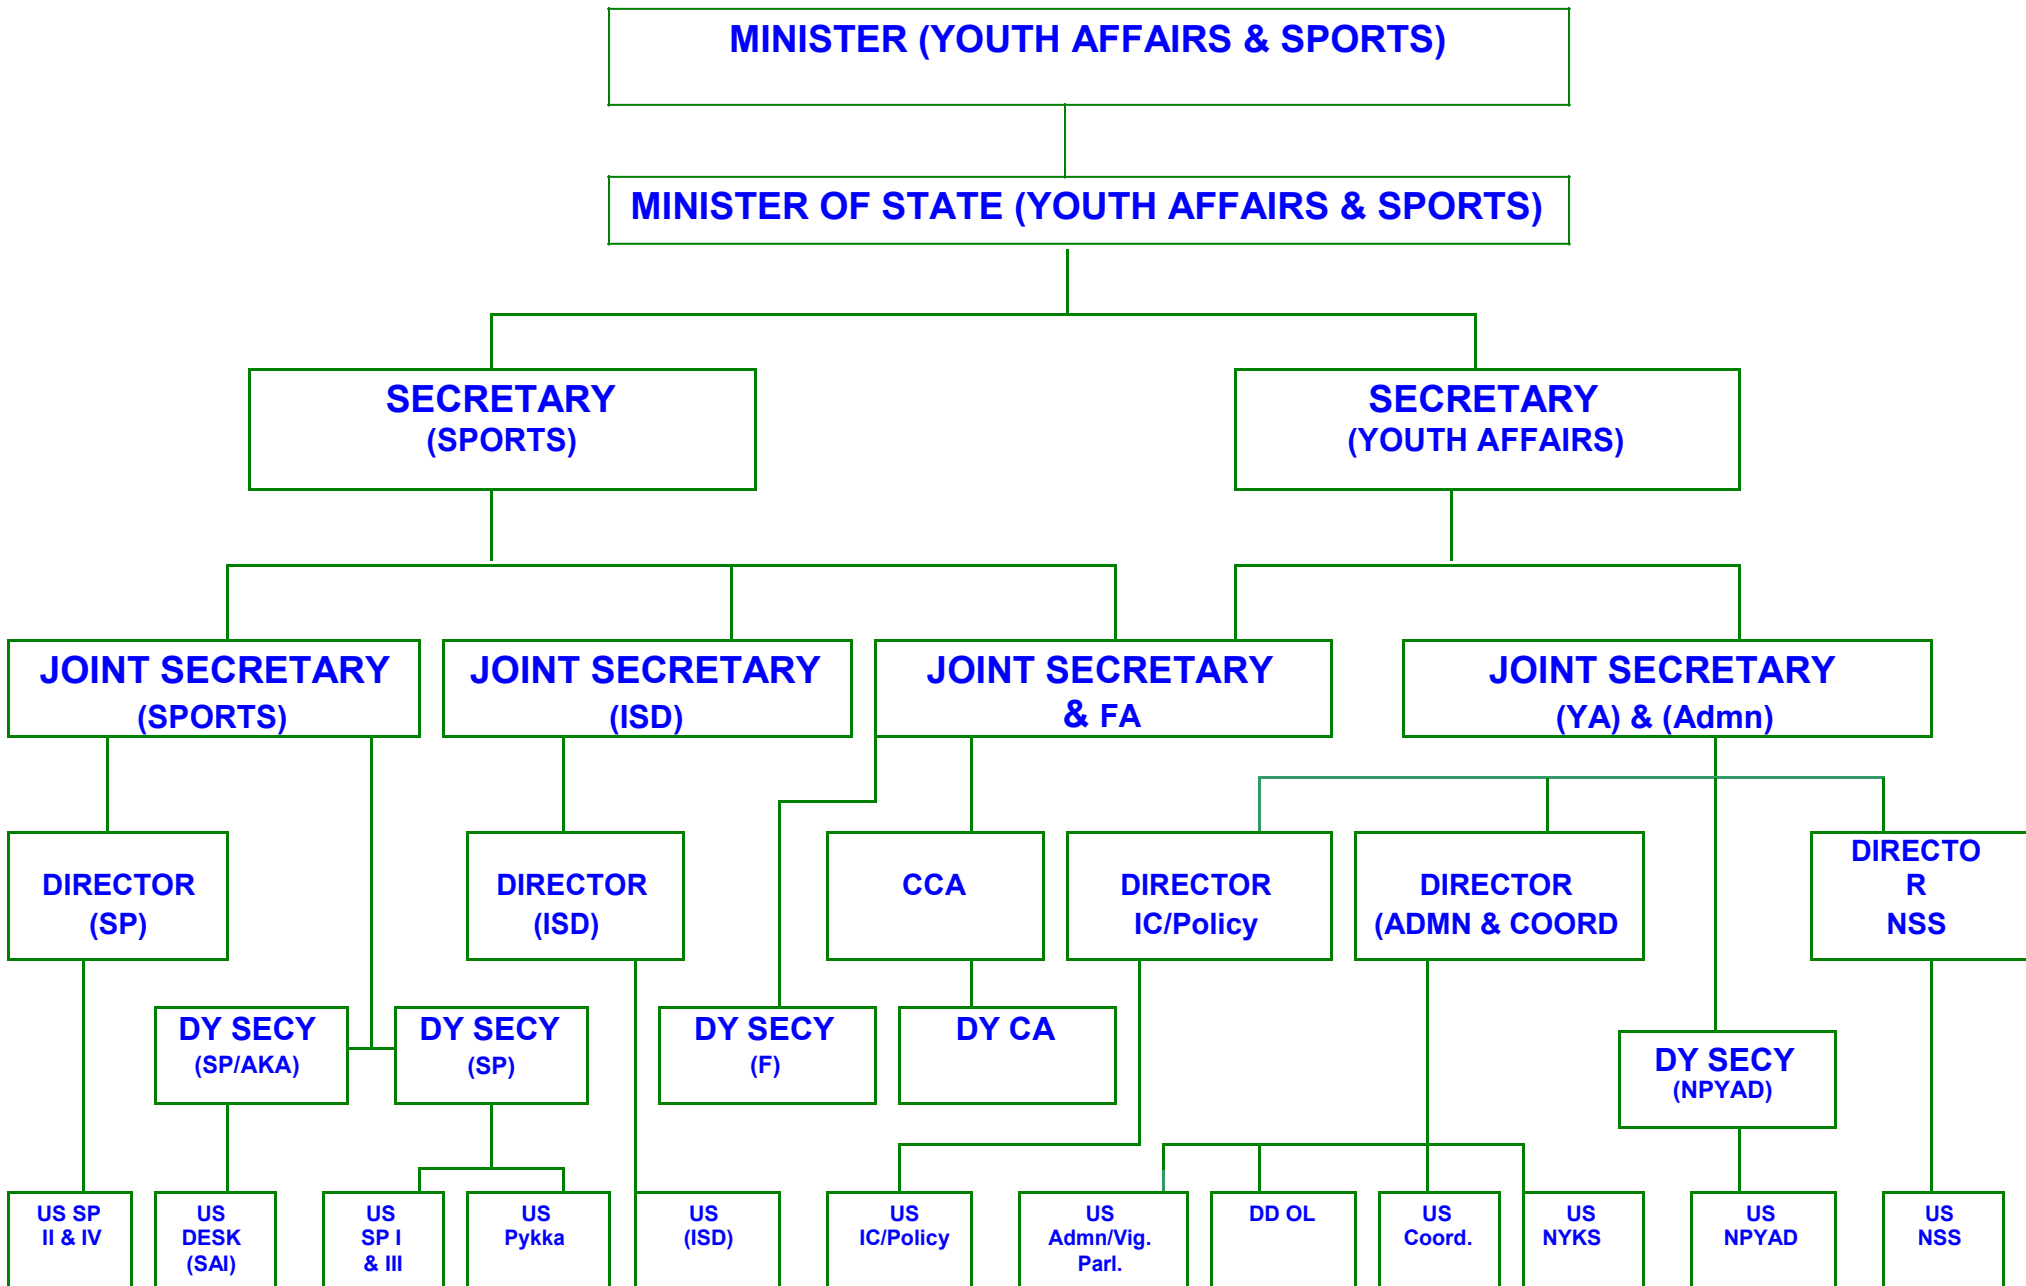 MINISTER (YOUTH AFFAIRS & SPORTS)
MINISTER OF STATE (YOUTH AFFAIRS & SPORTS)
SECRETARY
(SPORTS)
SECRETARY
(YOUTH AFFAIRS)
JOINT SECRETARY
(SPORTS)
JOINT SECRETARY
(ISD)
JOINT SECRETARY
& FA
JOINT SECRETARY
(YA) & (Admn)
DIRECTOR
(SP)
DIRECTOR
(ISD)
CCA
DIRECTOR
IC/Policy
DIRECTOR
(ADMN & COORD
DIRECTO
R
NSS
DY SECY
(SP/AKA)
DY SECY
(SP)
DY SECY
(F)
DY CA
DY SECY
(NPYAD)
US SP
II & IV
US
DESK
(SAI)
US
SP I
& III
US
Pykka
US
(ISD)
US
IC/Policy
US
Admn/Vig.
Parl.
DD OL
US
Coord.
US
NYKS
US
NPYAD
US
NSS